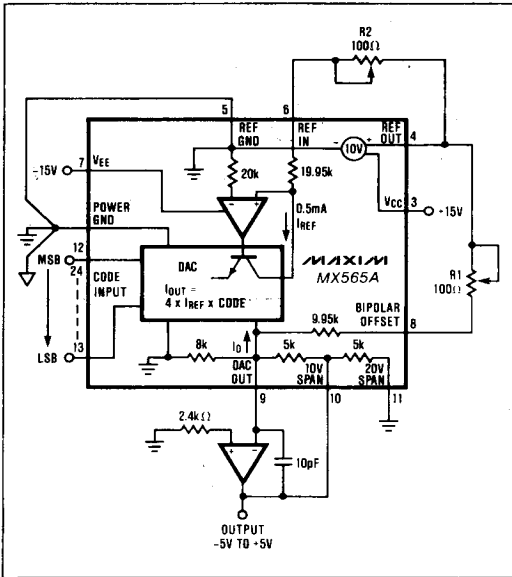 R2
100Ω
5
6
REF
GND
REF
IN
REF
OUT
4
10V
- +
20k
19.95k
-15V
7
VEE
VCC
3
+15V
POWER
GND
- +
0.5mA
IREF
MAXIM
MX565A
MSB
12
24
CODE
INPUT
DAC
IOUT =
4 x IREF x CODE
R1
100Ω
BIPOLAR
OFFSET
9.95k
8
LSB
13
8k
IO
5k
5k
DAC
OUT
10V
SPAN
20V
SPAN
9
10
11
2.4kΩ
+ -
10pF
OUTPUT
-5V TO +5V